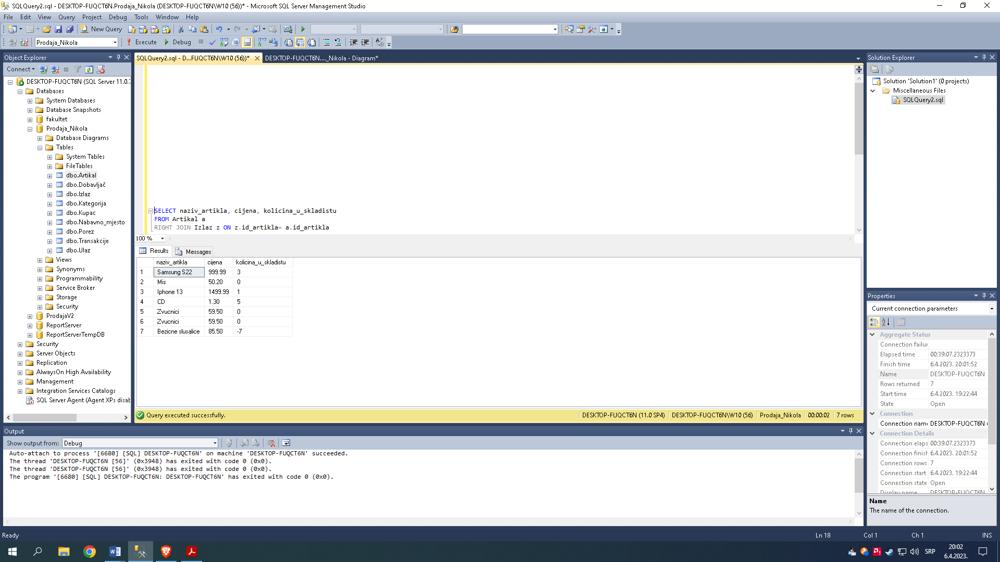 SQLQuery2.sql - DESKTOP-FUQCT6N.Prodaja_Nikola (DESKTOP-FUQCT6N\W10 (56))* - Microsoft SQL Server Management Studio
File Edit View Query Project Debug Tools Window Help
New Query
Prodaja_Nikola Execute Debug
Object Explorer
Connect
DESKTOP-FUQCT6N (SQL Server 11.0.
Databases
System Databases
Database Snapshots
fakultet
Prodaja_Nikola
Database Diagrams
Tables
System Tables
FileTables
dbo.Artikal
dbo.Dobavljač
dbo.Izlaz
dbo.Kategorija
dbo.Kupac
dbo.Nabavno_mjesto
dbo.Porez
dbo.Transakcije
dbo.Ulaz
Views
Synonyms
Programmability
Service Broker
Storage
Security
ProdajaV2
ReportServer
ReportServerTempDB
Security
Server Objects
Replication
AlwaysOn High Availability
Management
Integration Services Catalogs
SQL Server Agent (Agent XPs disab
SQLQuery2.sql - D...FUQCT6N\W10 (56))* DESKTOP-FUQCT6N...._Nikola - Diagram*
SELECT naziv_artikla, cijena, kolicina_u_skladistu
FROM Artikal a
RIGHT JOIN Izlaz z ON z.id_artikla= a.id_artikla
100 %
Results Messages
naziv_artikla cijena kolicina_u_skladistu
1 Samsung S22 999.99 3
2 Mis 50.20 0
3 Iphone 13 1499.99 1
4 CD 1.30 5
5 Zvucnici 59.50 0
6 Zvucnici 59.50 0
7 Bezicne slusalice 85.50 -7
Query executed successfully. DESKTOP-FUQCT6N (11.0 SP4) DESKTOP-FUQCT6N\W10 (56) Prodaja_Nikola 00:00:02 7 rows
Output
Show output from: Debug
Auto-attach to process '[6680] [SQL] DESKTOP-FUQCT6N' on machine 'DESKTOP-FUQCT6N' succeeded.
The thread 'DESKTOP-FUQCT6N [56]' (0x3948) has exited with code 0 (0x0).
The thread 'DESKTOP-FUQCT6N [56]' (0x3948) has exited with code 0 (0x0).
The program '[6680] [SQL] DESKTOP-FUQCT6N: DESKTOP-FUQCT6N' has exited with code 0 (0x0).
Solution Explorer
Solution 'Solution1' (0 projects)
Miscellaneous Files
SQLQuery2.sql
Properties
Current connection parameters
Aggregate Status
Connection failur
Elapsed time 00:39:07.2323373
Finish time 6.4.2023. 20:01:52
Name DESKTOP-FUQCT6N
Rows returned 7
Start time 6.4.2023. 19:22:44
State Open
Connection
Connection nam DESKTOP-FUQCT6N
Connection Details
Connection elaps 00:39:07.2323373
Connection finish 6.4.2023. 20:01:52
Connection rows 7
Connection start 6.4.2023. 19:22:44
Connection state Open
Display name DESKTOP-FUQCT6N
Name
The name of the connection.
Ready Ln 18 Col 1 Ch 1 INS
SRP 20:02
6.4.2023.